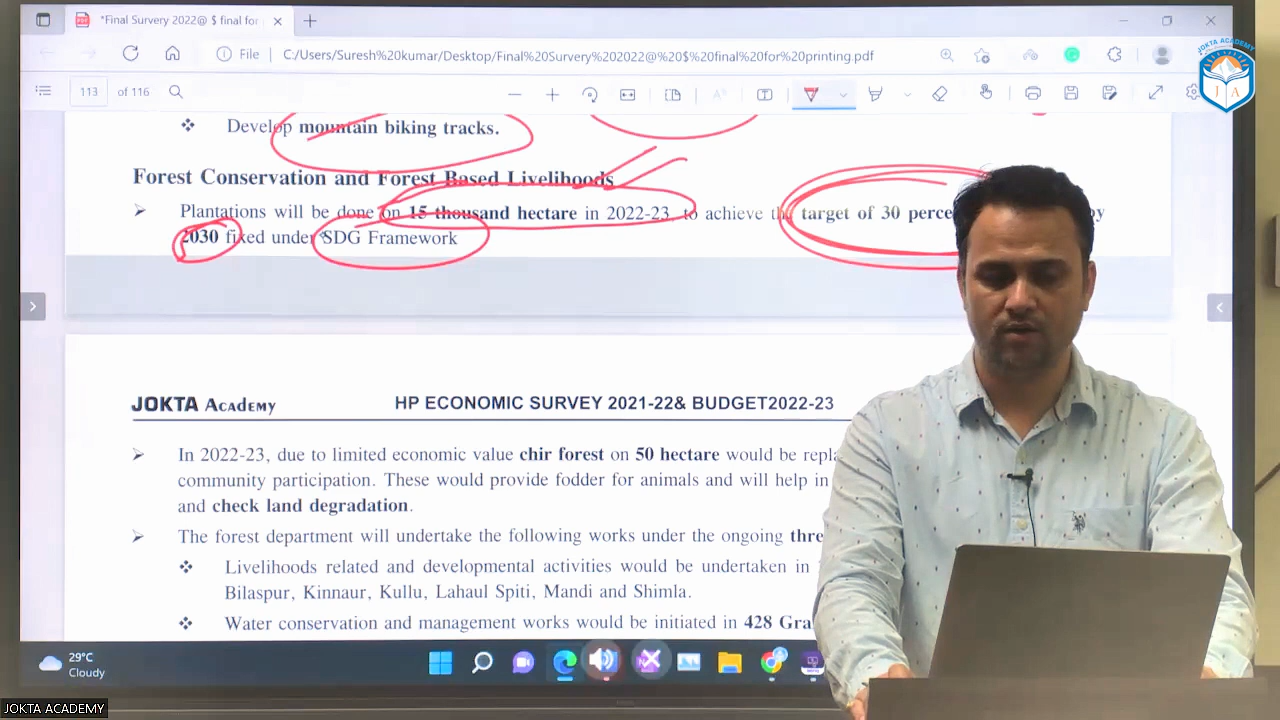 *Final Survery 2022@ $ final for
File
C:/Users/Suresh%20kumar/Desktop/Final%20Survery%202022@%20$%20final%20for%20printing.pdf
JOKTA ACADEMY
J A
113 of 116
Develop mountain biking tracks.
Forest Conservation and Forest Based Livelihoods
Plantations will be done on 15 thousand hectare in 2022-23 to achieve the target of 30 by
2030 fixed under SDG Framework
JOKTA ACADEMY
HP ECONOMIC SURVEY 2021-22& BUDGET2022-23
In 2022-23, due to limited economic value chir forest on 50 hectare would be
community participation. These would provide fodder for animals and will help in
and check land degradation.
The forest department will undertake the following works under the ongoing
Livelihoods related and developmental activities would be undertaken in
Bilaspur, Kinnaur, Kullu, Lahaul Spiti, Mandi and Shimla.
Water conservation and management works would be initiated in 428
29°C
Cloudy
JOKTA ACADEMY